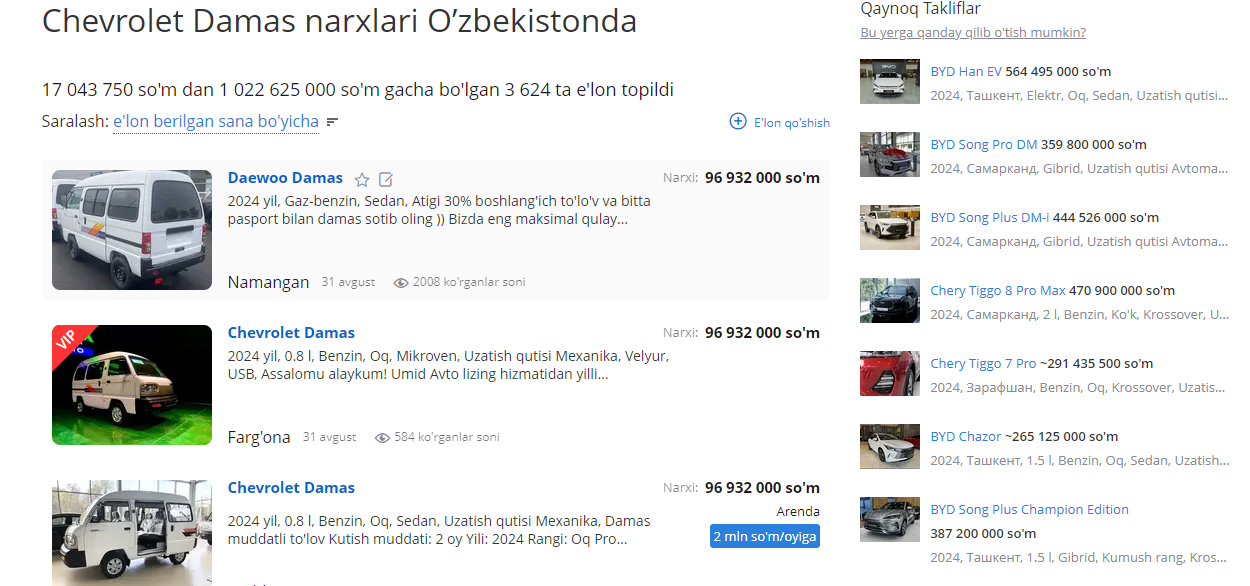 Chevrolet Damas narxlari O’zbekistonda
17 043 750 so'm dan 1 022 625 000 so'm gacha bo'lgan 3 624 ta e'lon topildi
Saralash: e'lon berilgan sana bo'yicha
E'lon qo'shish
Daewoo Damas
Narxi: 96 932 000 so'm
2024 yil, Gaz-benzin, Sedan, Atigi 30% boshlang'ich to'lo'v va bitta
pasport bilan damas sotib oling )) Bizda eng maksimal qulay...
Namangan 31 avgust 2008 ko'rganlar soni
VIP
Chevrolet Damas
Narxi: 96 932 000 so'm
2024 yil, 0.8 l, Benzin, Oq, Mikroven, Uzatish qutisi Mexanika, Velyur,
USB, Assalomu alaykum! Umid Avto lizing hizmatidan yilli...
Farg'ona 31 avgust 584 ko'rganlar soni
Chevrolet Damas
Narxi: 96 932 000 so'm
Arenda
2 mln so'm/oyiga
2024 yil, 0.8 l, Benzin, Oq, Sedan, Uzatish qutisi Mexanika, Damas
muddatli to'lov Kutish muddati: 2 oy Yili: 2024 Rangi: Oq Pro...
Qaynoq Takliflar
Bu yerga qanday qilib o'tish mumkin?
BYD Han EV 564 495 000 so'm
2024, Ташкент, Elektr, Oq, Sedan, Uzatish qutisi...
BYD Song Pro DM 359 800 000 so'm
2024, Самарканд, Gibrid, Uzatish qutisi Avtoma...
BYD Song Plus DM-i 444 526 000 so'm
2024, Самарканд, Gibrid, Uzatish qutisi Avtoma...
Chery Tiggo 8 Pro Max 470 900 000 so'm
2024, Самарканд, 2 l, Benzin, Ko'k, Krossover, U...
Chery Tiggo 7 Pro ~291 435 500 so'm
2024, Зарафшан, Benzin, Oq, Krossover, Uzatis...
BYD Chazor ~265 125 000 so'm
2024, Ташкент, 1.5 l, Benzin, Oq, Sedan, Uzatish...
BYD Song Plus Champion Edition
387 200 000 so'm
2024, Ташкент, 1.5 l, Gibrid, Kumush rang, Kros...